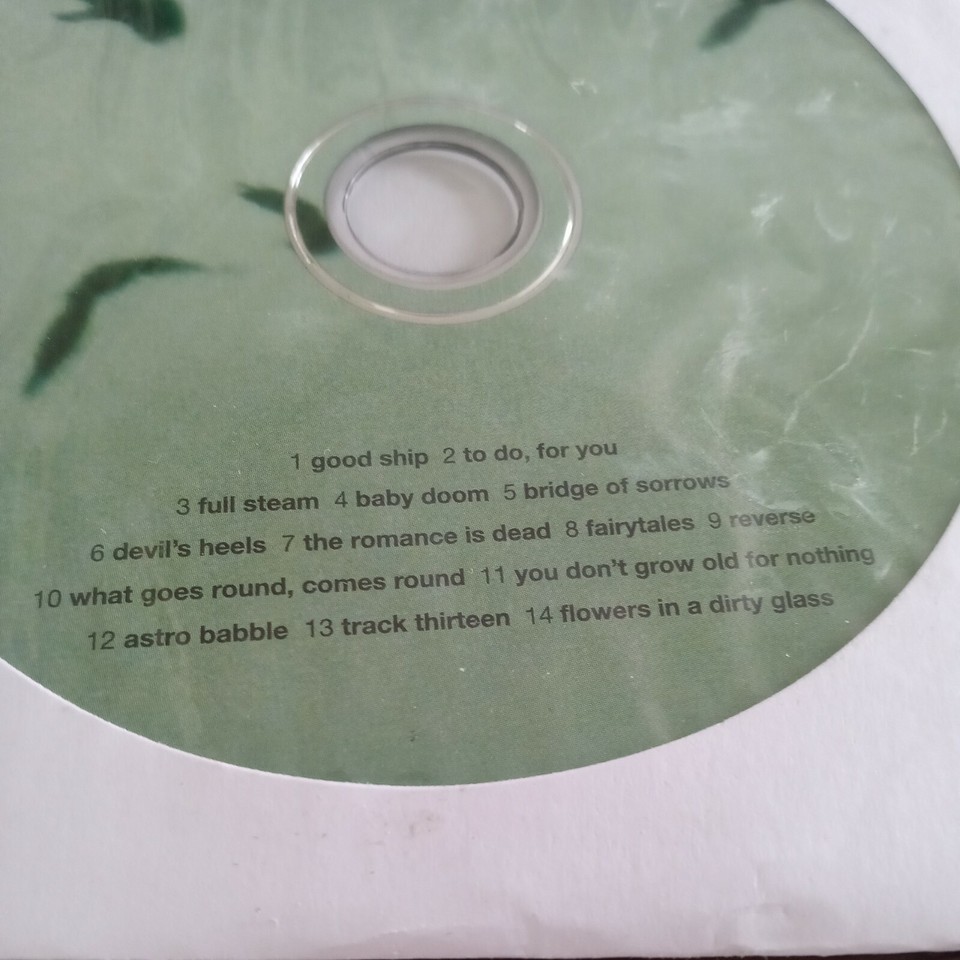 1 good ship 2 to do, for you
3 full steam 4 baby doom 5 bridge of sorrows
6 devil's heels 7 the romance is dead 8 fairytales 9 reverse
10 what goes round, comes round 11 you don't grow old for nothing
12 astro babble 13 track thirteen 14 flowers in a dirty glass